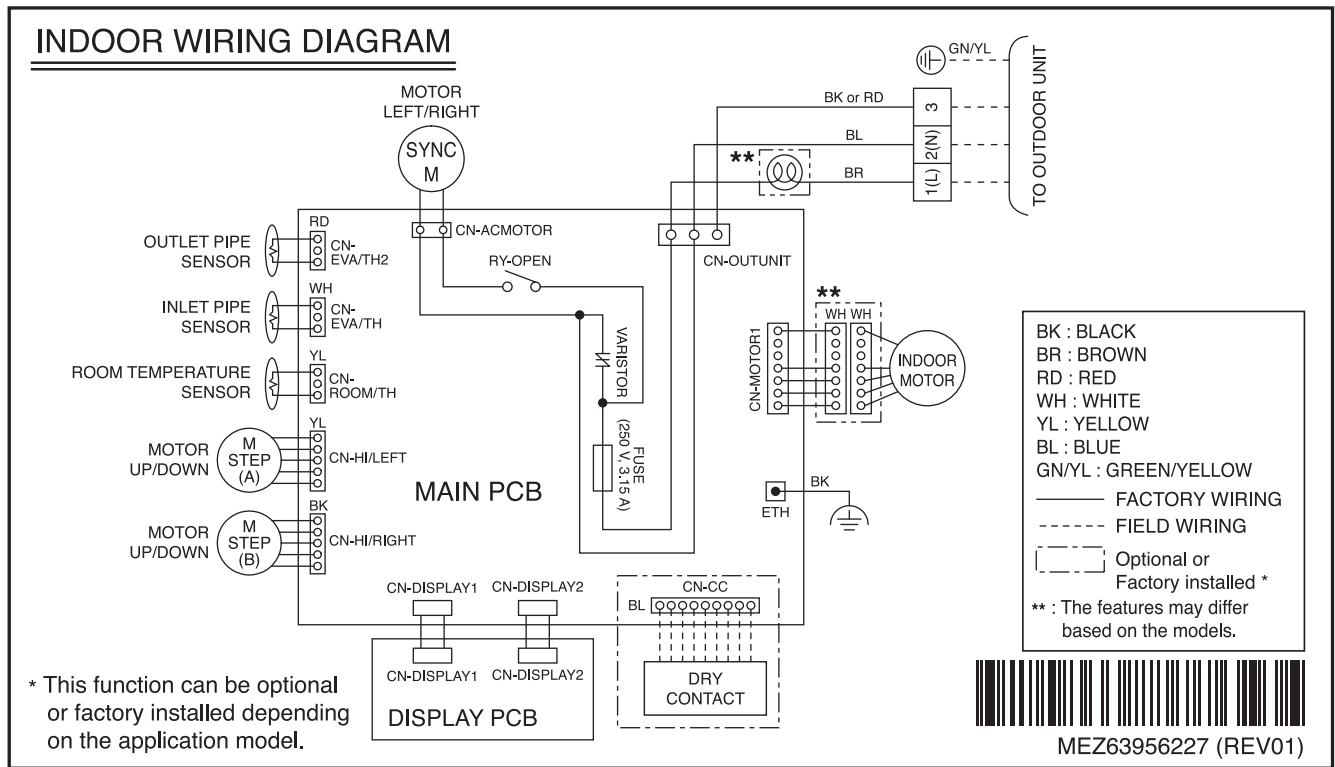 INDOOR WIRING DIAGRAM
MOTOR
LEFT/RIGHT
SYNC
M
CN-ACMOTOR
RY-OPEN
VARISTOR
FUSE
(250 V, 3.15 A)
MAIN PCB
OUTLET PIPE
SENSOR
RD
CN-
EVA/TH2
INLET PIPE
SENSOR
WH
CN-
EVA/TH
ROOM TEMPERATURE
SENSOR
YL
CN-
ROOM/TH
MOTOR
UP/DOWN
M
STEP
(A)
YL
CN-HI/LEFT
MOTOR
UP/DOWN
M
STEP
(B)
BK
CN-HI/RIGHT
GN/YL
BK or RD
3
BL
2(N)
**
BR
1(L)
TO OUTDOOR UNIT
CN-OUTUNIT
**
WH WH
CN-MOTOR1
INDOOR
MOTOR
ETH
BK
CN-DISPLAY1 CN-DISPLAY2
CN-DISPLAY1 CN-DISPLAY2
DISPLAY PCB
CN-CC
BL
DRY
CONTACT
BK : BLACK
BR : BROWN
RD : RED
WH : WHITE
YL : YELLOW
BL : BLUE
GN/YL : GREEN/YELLOW
FACTORY WIRING
FIELD WIRING
Optional or
Factory installed *
** : The features may differ
based on the models.
* This function can be optional
or factory installed depending
on the application model.
MEZ63956227 (REV01)